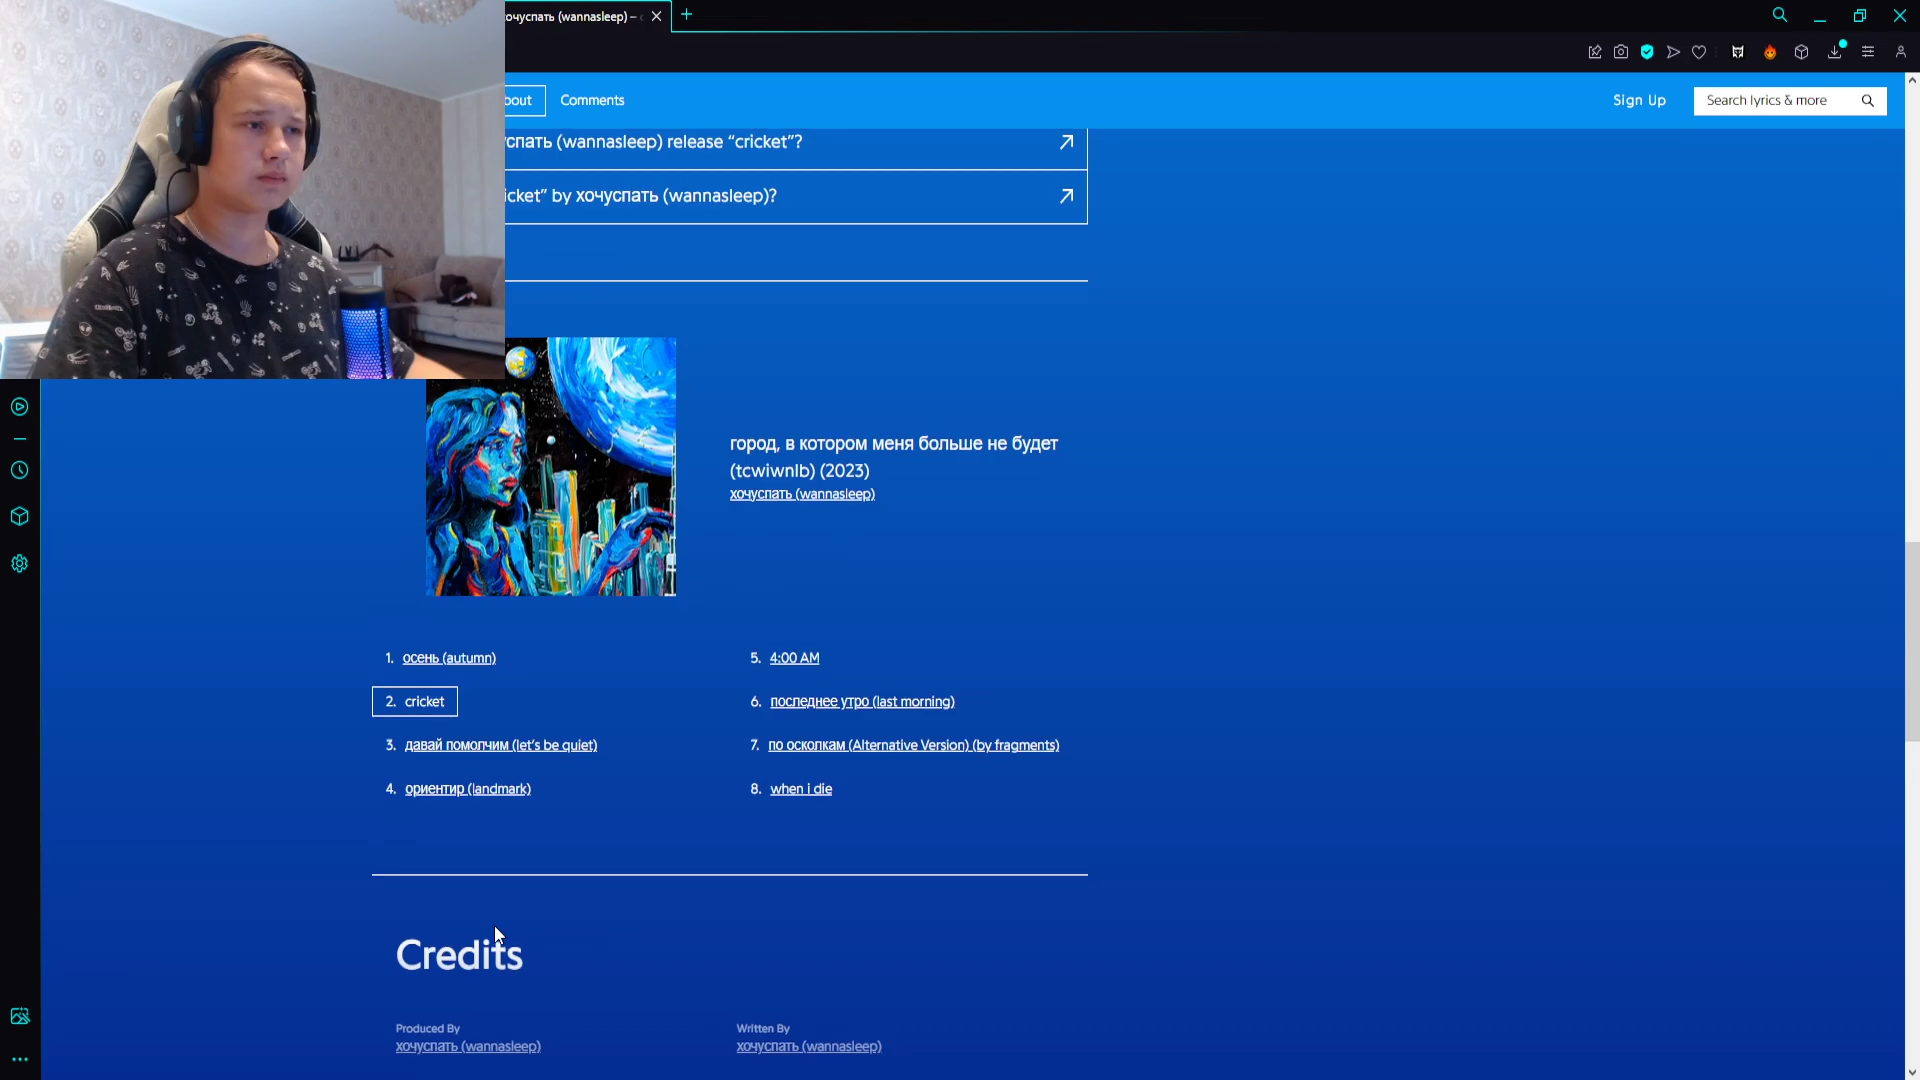 очуспать (wannasleep) –
bout
Comments
Sign Up
Search lyrics & more
спать (wannasleep) release “cricket”?
icket” by хочуспать (wannasleep)?
город, в котором меня больше не будет
(tcwiwnlb) (2023)
хочуспать (wannasleep)
1. осень (autumn)
2. cricket
3. давай помолчим (let’s be quiet)
4. ориентир (landmark)
5. 4:00 AM
6. последнее утро (last morning)
7. по осколкам (Alternative Version) (by fragments)
8. when i die
Credits
Produced By
хочуспать (wannasleep)
Written By
хочуспать (wannasleep)